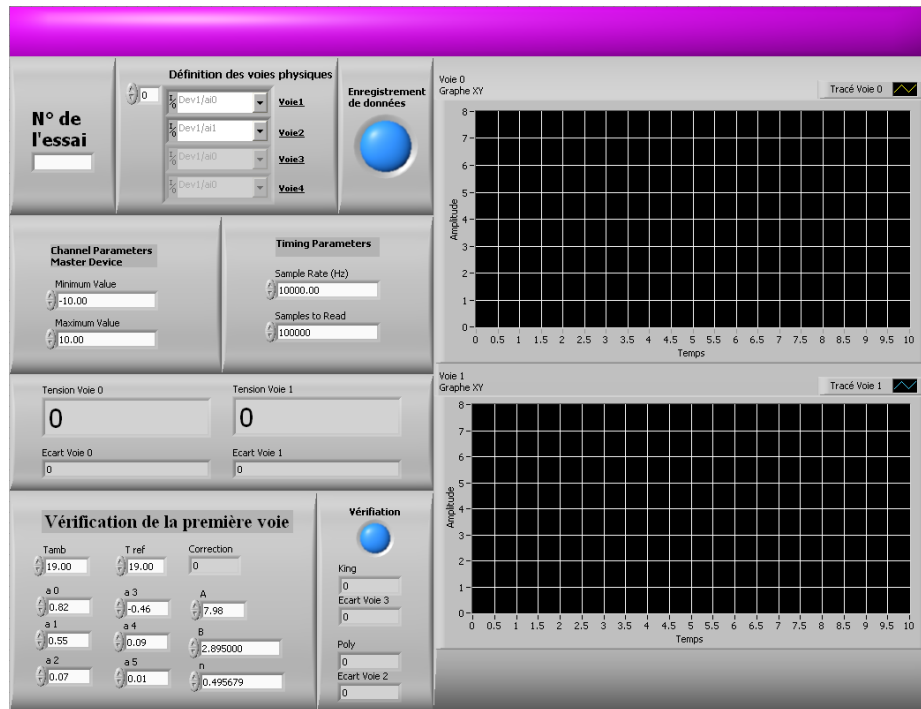 N° de
l'essai
Définition des voies physiques
0
Dev1/ai0
Voie1
Dev1/ai1
Voie2
Dev1/ai0
Voie3
Dev1/ai0
Voie4
Enregistrement
de données
Channel Parameters
Master Device
Minimum Value
-10.00
Maximum Value
10.00
Timing Parameters
Sample Rate (Hz)
10000.00
Samples to Read
100000
Tension Voie 0
0
Tension Voie 1
0
Ecart Voie 0
0
Ecart Voie 1
0
Vérification de la première voie
Tamb
19.00
T ref
19.00
Correction
0
a 0
0.82
a 3
-0.46
A
7.98
a 1
0.55
a 4
0.09
B
2.895000
a 2
0.07
a 5
0.01
n
0.495679
Vérifiation
King
0
Ecart Voie 3
0
Poly
0
Ecart Voie 2
0
Voie 0
Graphe XY
Tracé Voie 0
Amplitude
8
7
6
5
4
3
2
1
0
0 0.5 1 1.5 2 2.5 3 3.5 4 4.5 5 5.5 6 6.5 7 7.5 8 8.5 9 9.5 10
Temps
Voie 1
Graphe XY
Tracé Voie 1
Amplitude
8
7
6
5
4
3
2
1
0
0 0.5 1 1.5 2 2.5 3 3.5 4 4.5 5 5.5 6 6.5 7 7.5 8 8.5 9 9.5 10
Temps